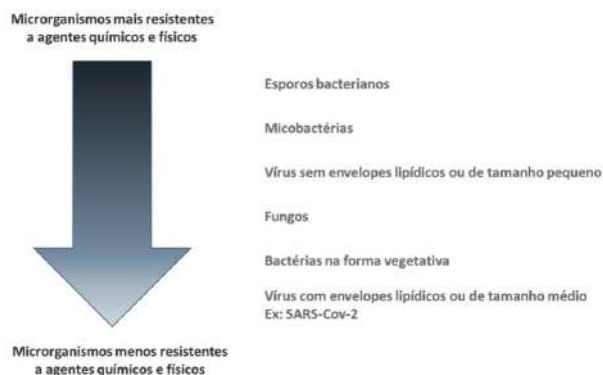 Microrganismos mais resistentes
a agentes químicos e físicos
Esporos bacterianos
Micobactérias
Vírus sem envelopes lipídicos ou de tamanho pequeno
Fungos
Bactérias na forma vegetativa
Vírus com envelopes lipídicos ou de tamanho médio
Ex: SARS-Cov-2
Microrganismos menos resistentes
a agentes químicos e físicos